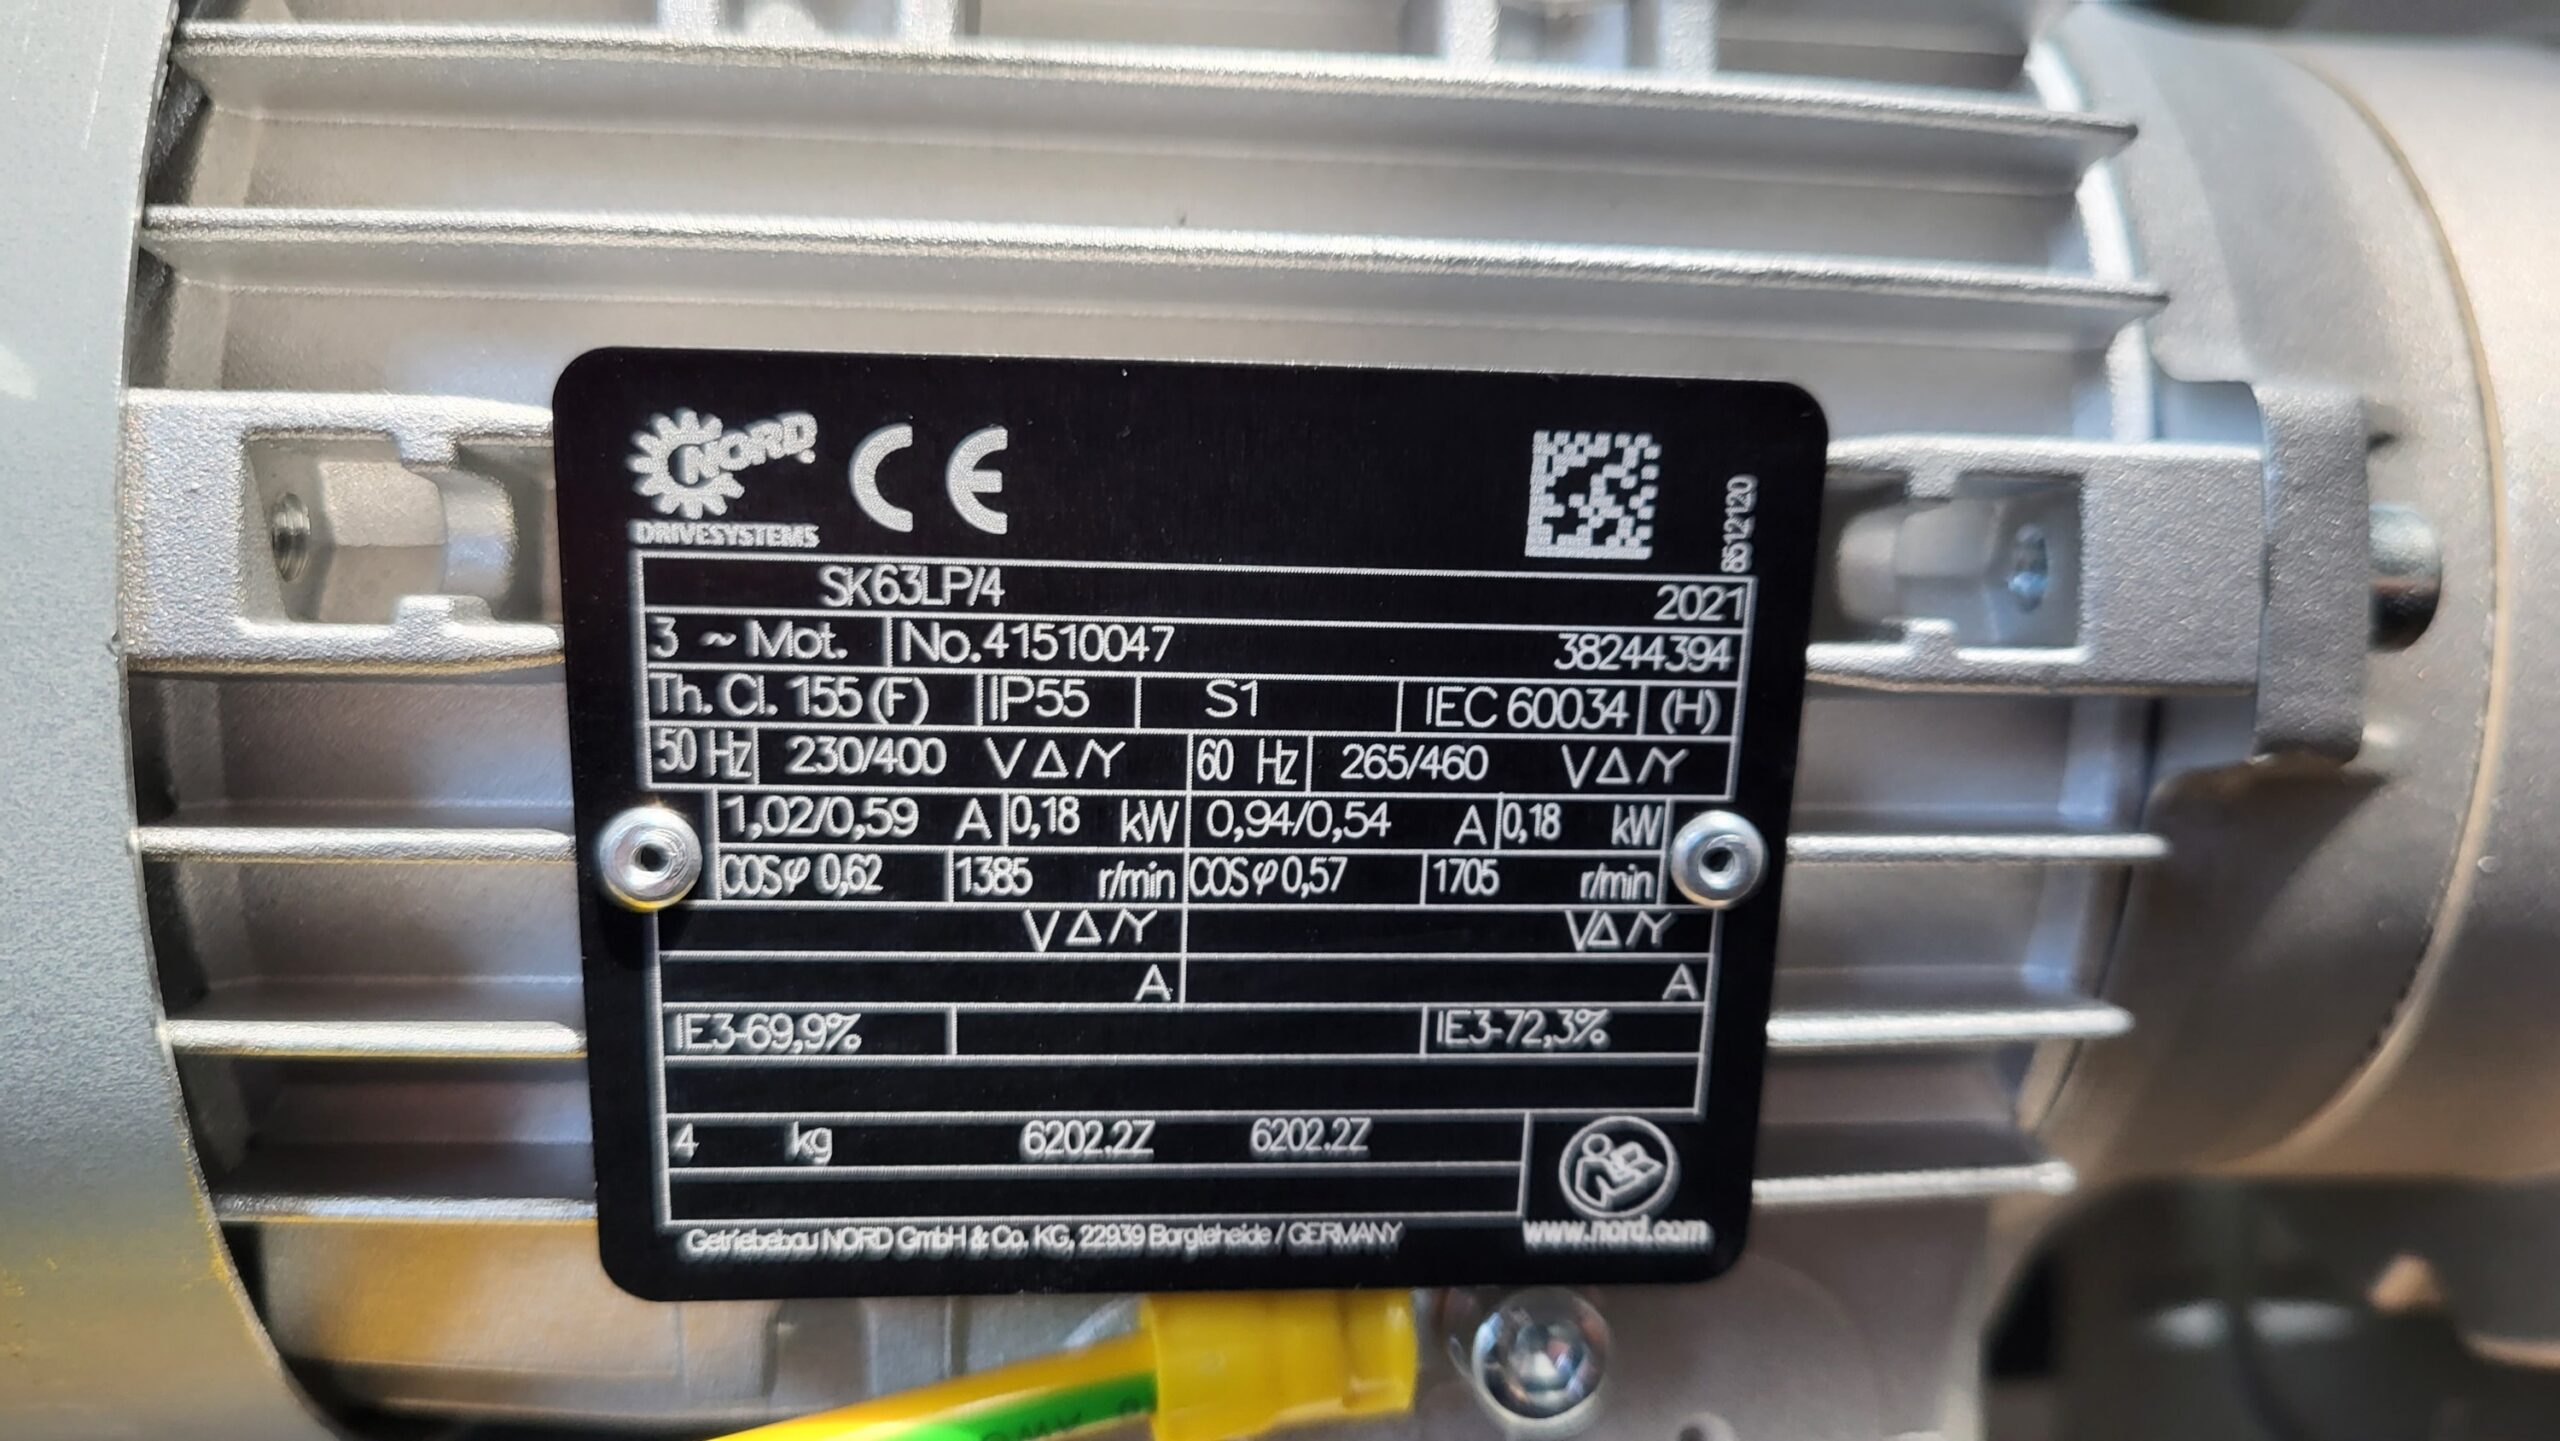 NORD
DRIVESYSTEMS
CE
8512120
SK63LP/4 2021
3 ~ Mot. No. 41510047 38244394
Th. Cl. 155 (F) IP55 S1 IEC 60034 (H)
50 Hz 230/400 V Δ/Y 60 Hz 265/460 V Δ/Y
1,02/0,59 A 0,18 kW 0,94/0,54 A 0,18 kW
COSφ 0,62 1385 r/min COSφ 0,57 1705 r/min
V Δ/Y V Δ/Y
A A
IE3-69,9% IE3-72,3%
4 kg 6202.2Z 6202.2Z
Getriebebau NORD GmbH & Co. KG, 22939 Bargteheide / GERMANY www.nord.com